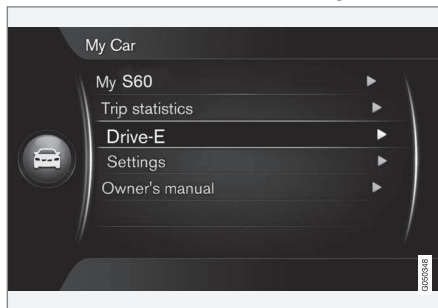 My Car
My S60
Trip statistics
Drive-E
Settings
Owner's manual
G050348